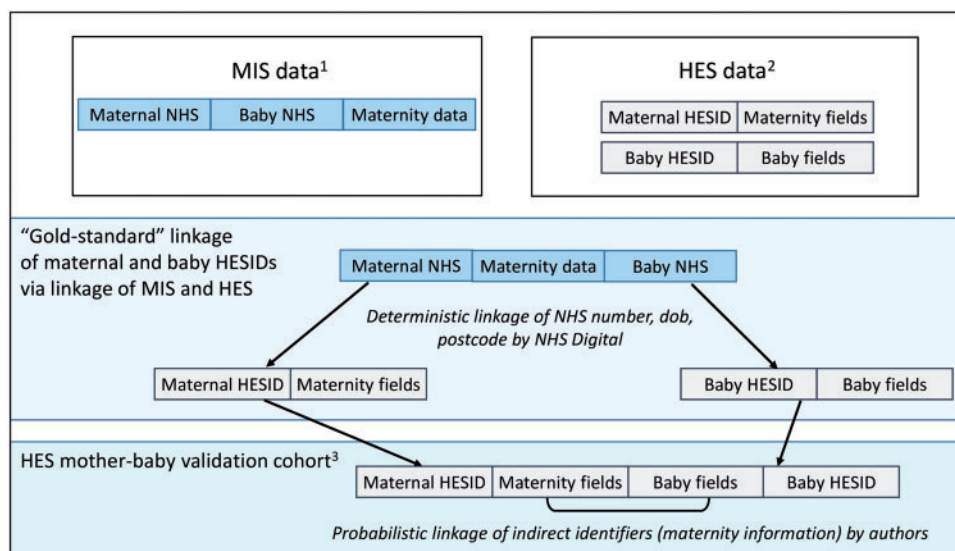 MIS data¹
Maternal NHS Baby NHS Maternity data
HES data²
Maternal HESID Maternity fields
Baby HESID Baby fields
“Gold-standard” linkage
of maternal and baby HESIDs
via linkage of MIS and HES
Maternal NHS Maternity data Baby NHS
Deterministic linkage of NHS number, dob,
postcode by NHS Digital
Maternal HESID Maternity fields
Baby HESID Baby fields
HES mother-baby validation cohort³
Maternal HESID Maternity fields Baby fields Baby HESID
Probabilistic linkage of indirect identifiers (maternity information) by authors